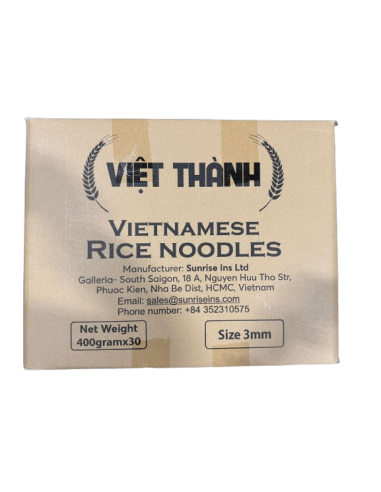 VIỆT THÀNH
VIETNAMESE
RICE NOODLES
Manufacturer: Sunrise Ins Ltd
Galleria- South Saigon, 18 A, Nguyen Huu Tho Str,
Phuoc Kien, Nha Be Dist, HCMC, Vietnam
Email: sales@sunriseins.com
Phone number: +84 352310575
Net Weight
400gramx30
Size 3mm